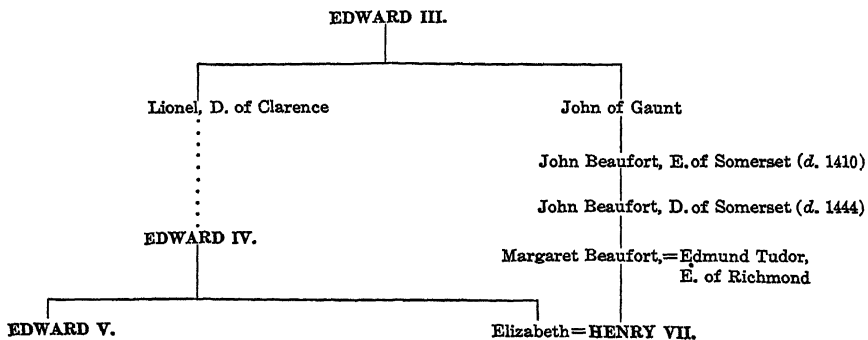 EDWARD III.
Lionel, D. of Clarence
John of Gaunt
John Beaufort, E. of Somerset (d. 1410)
John Beaufort, D. of Somerset (d. 1444)
EDWARD IV.
Margaret Beaufort,=Edmund Tudor,
E. of Richmond
EDWARD V.
Elizabeth=HENRY VII.